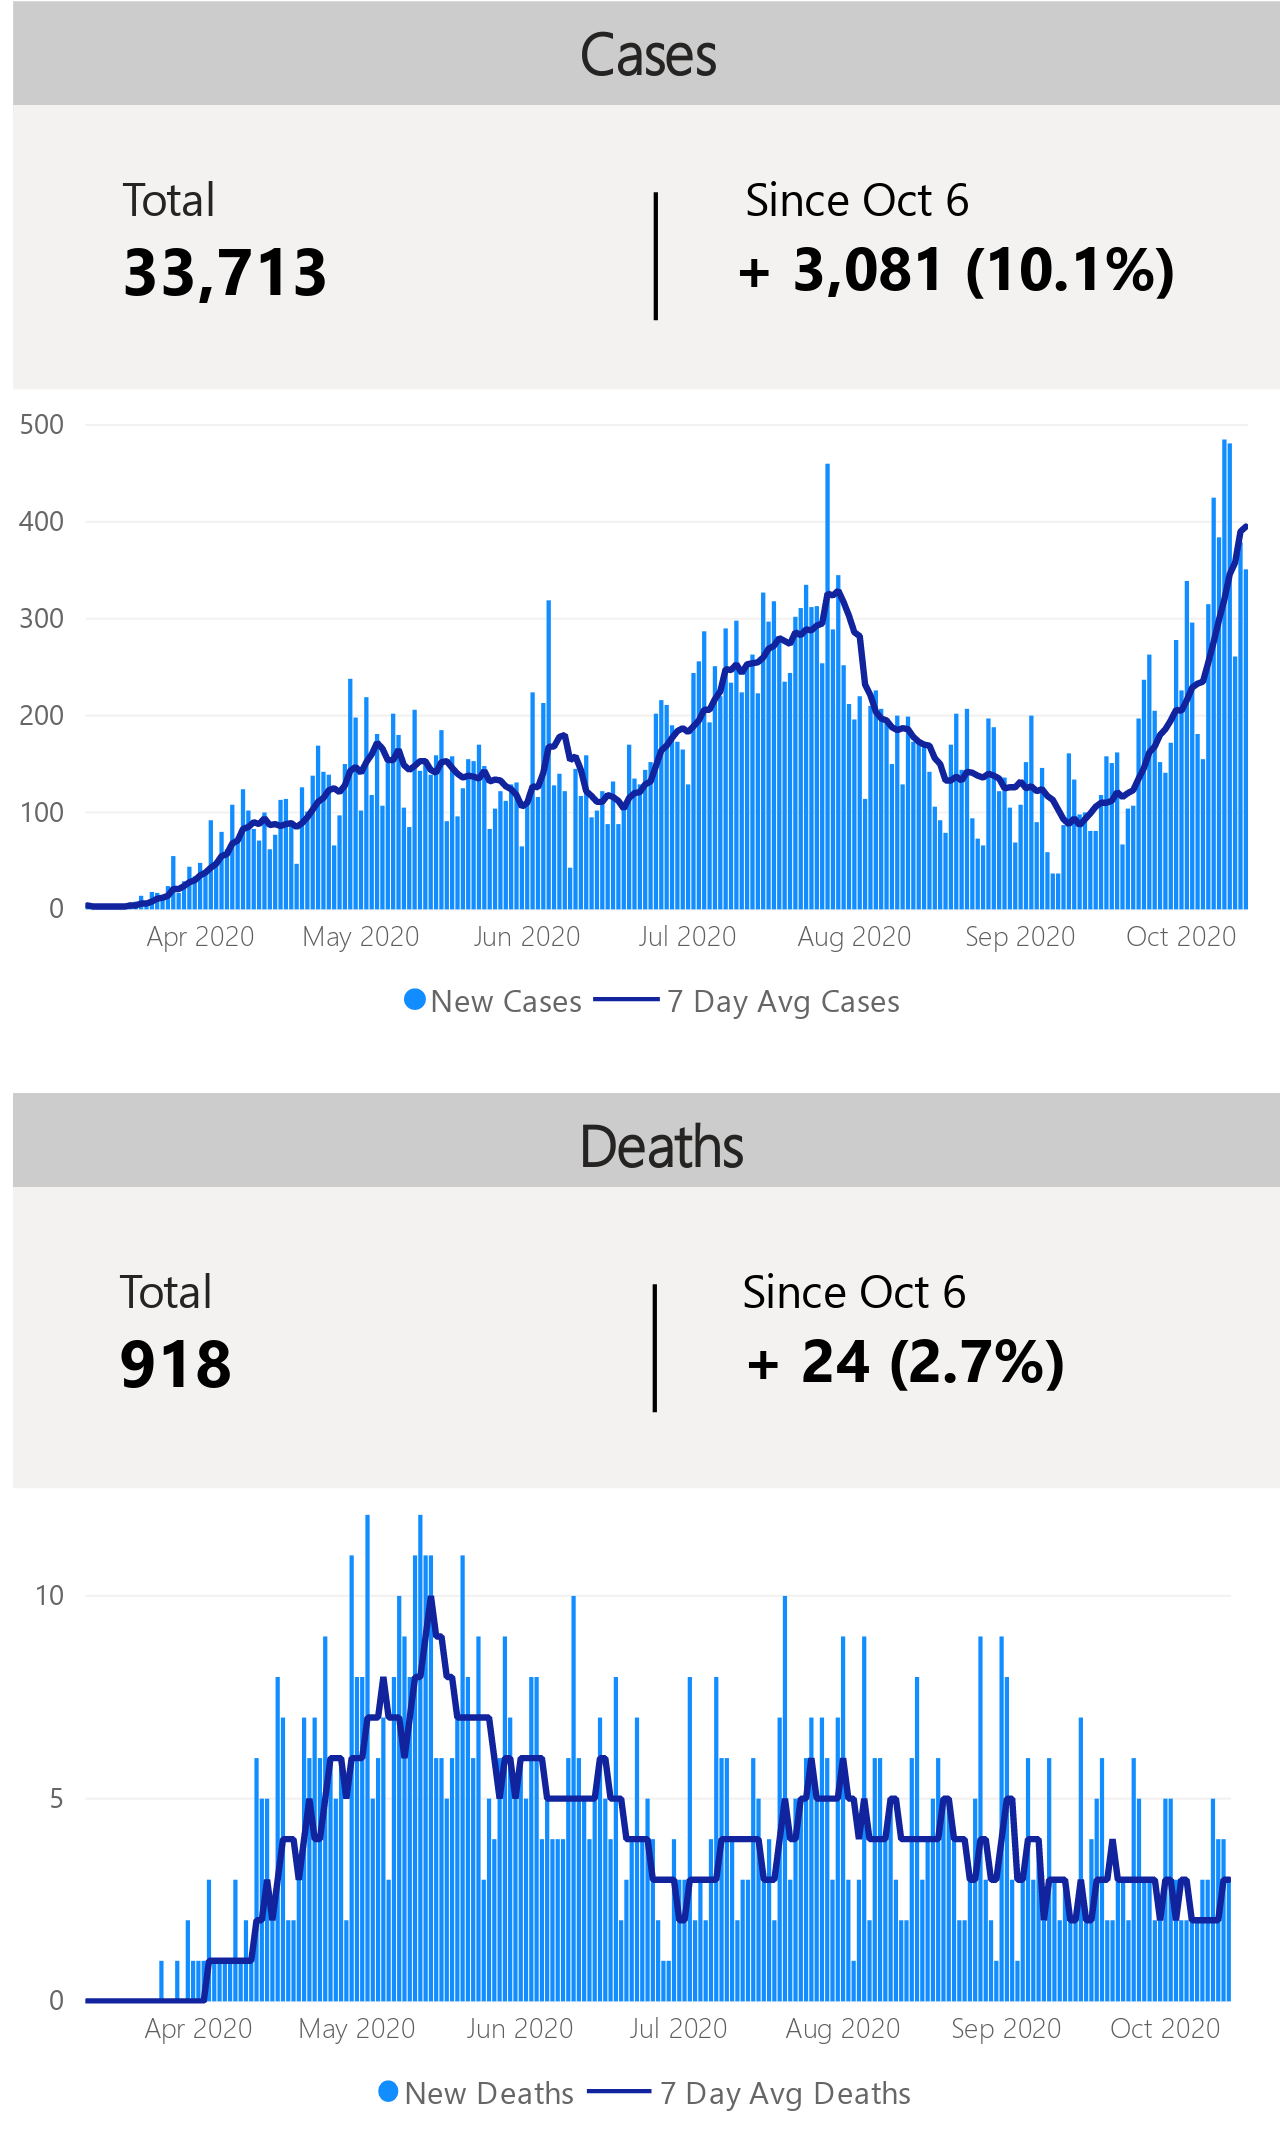 Cases
Total
Since Oct 6
33,713
+ 3,081 (10.1%)
500
400
300
200
100
0
Apr 2020
May 2020
Jun 2020
Jul 2020
Aug 2020
Sep 2020
Oct 2020
New Cases
7 Day Avg Cases
Deaths
Total
Since Oct 6
918
+ 24 (2.7%)
10
5
0
Apr 2020
May 2020
Jun 2020
Jul 2020
Aug 2020
Sep 2020
Oct 2020
New Deaths
7 Day Avg Deaths